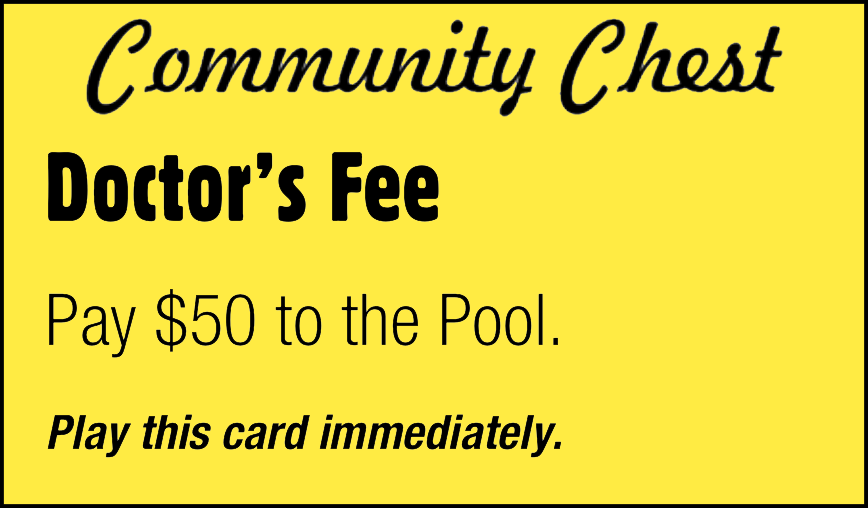 Community Chest
Doctor’s Fee
Pay $50 to the Pool.
Play this card immediately.